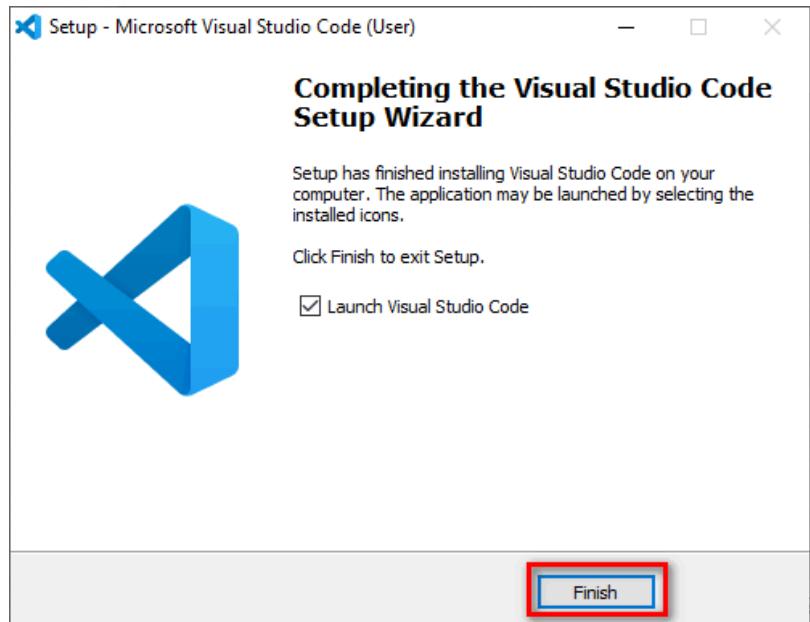 Setup - Microsoft Visual Studio Code (User)
Completing the Visual Studio Code
Setup Wizard
Setup has finished installing Visual Studio Code on your
computer. The application may be launched by selecting the
installed icons.
Click Finish to exit Setup.
Launch Visual Studio Code
Finish